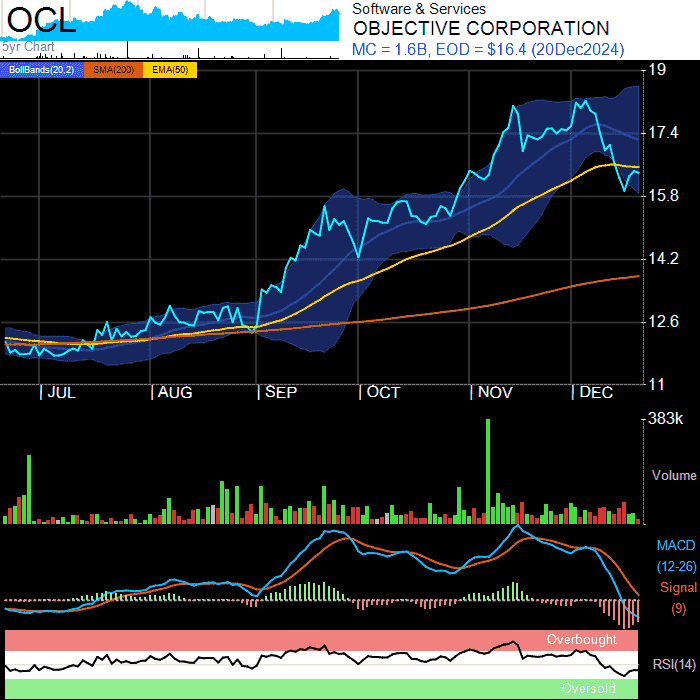 OCL
5yr Chart
Software & Services
OBJECTIVE CORPORATION
MC = 1.6B, EOD = $16.4 (20Dec2024)
BollBands(20,2) SMA(200) EMA(50)
19
17.4
15.8
14.2
12.6
11
JUL AUG SEP OCT NOV DEC
383k
Volume
MACD
(12-26)
Signal
(9)
Overbought
RSI(14)
Oversold